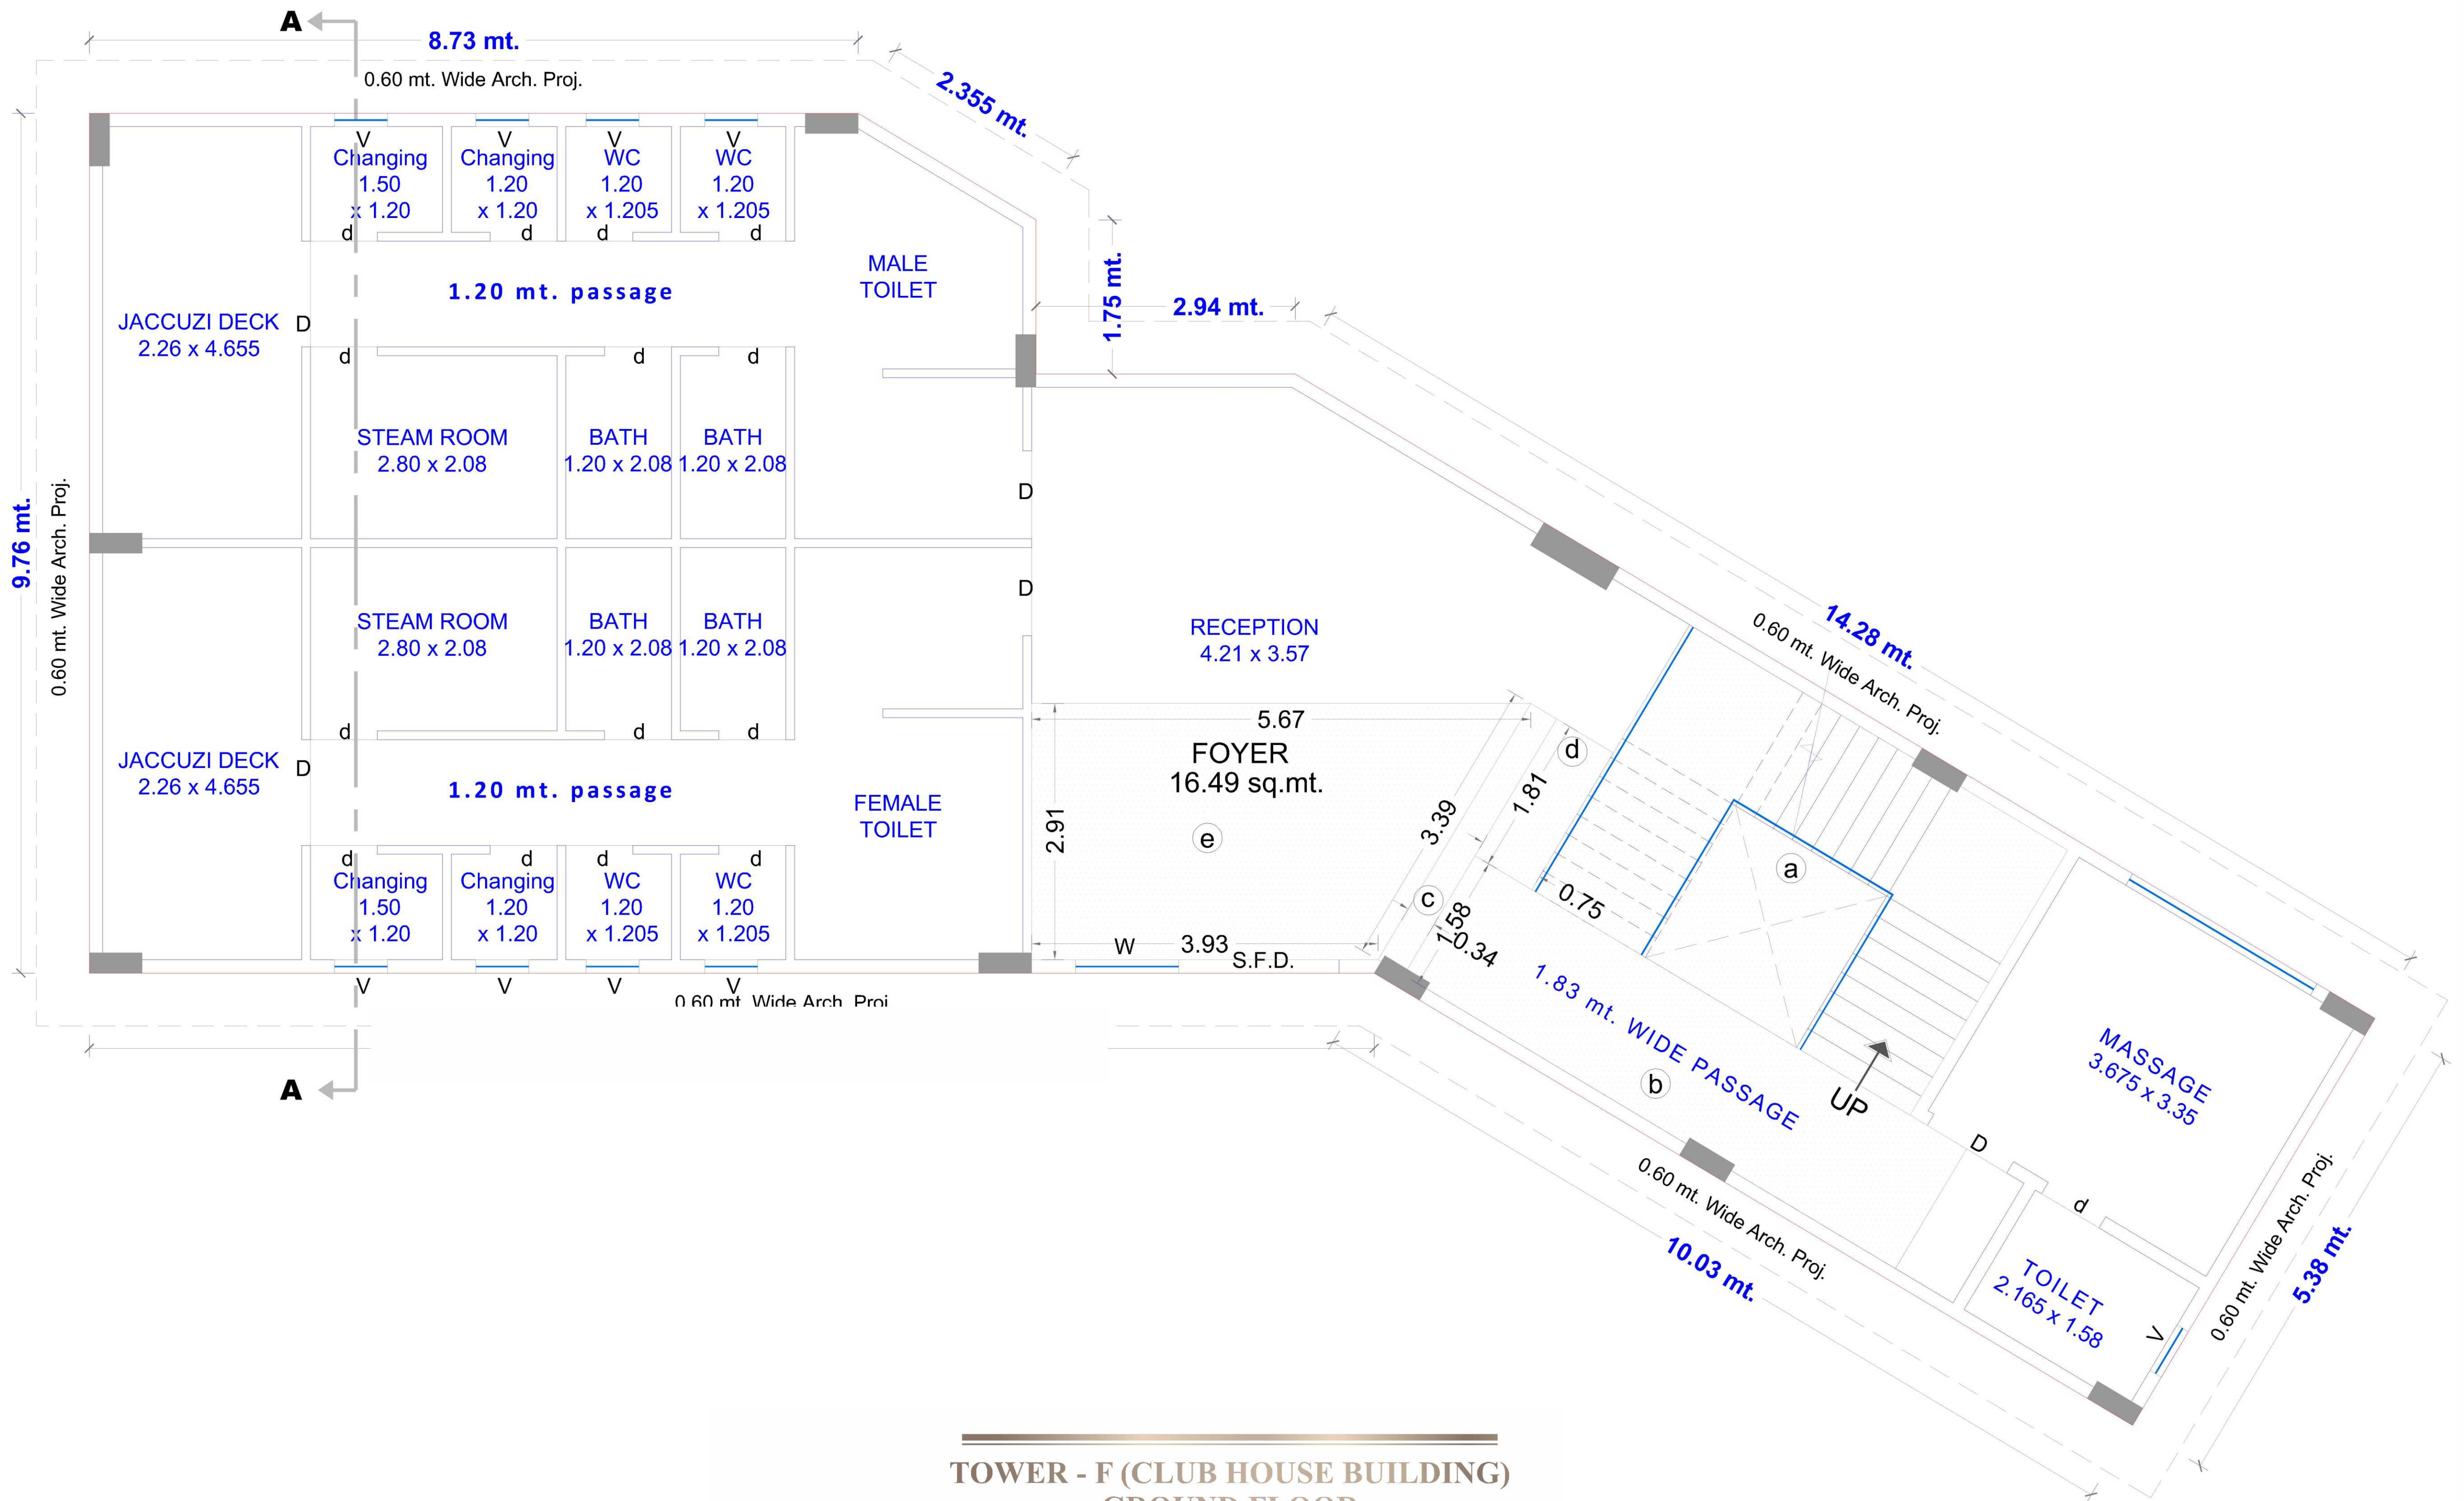 A
8.73 mt.
0.60 mt. Wide Arch. Proj.
2.355 mt.
V
V
V
V
Changing
1.50
x 1.20
Changing
1.20
x 1.20
WC
1.20
x 1.205
WC
1.20
x 1.205
d
d
d
d
1.20 mt. passage
MALE
TOILET
1.75 mt.
2.94 mt.
JACCUZI DECK
2.26 x 4.655
D
d
d
d
STEAM ROOM
2.80 x 2.08
BATH
1.20 x 2.08
BATH
1.20 x 2.08
D
9.76 mt.
0.60 mt. Wide Arch. Proj.
D
STEAM ROOM
2.80 x 2.08
BATH
1.20 x 2.08
BATH
1.20 x 2.08
RECEPTION
4.21 x 3.57
14.28 mt.
0.60 mt. Wide Arch. Proj.
d
d
d
5.67
FOYER
16.49 sq.mt.
d
JACCUZI DECK
2.26 x 4.655
D
1.20 mt. passage
FEMALE
TOILET
2.91
e
3.39
1.81
a
d
d
d
d
Changing
1.50
x 1.20
Changing
1.20
x 1.20
WC
1.20
x 1.205
WC
1.20
x 1.205
c
0.75
1.58
0.34
W
3.93
S.F.D.
V
V
V
V
0.60 mt. Wide Arch. Proj.
1.83 mt. WIDE PASSAGE
b
UP
MASSAGE
3.675 x 3.35
A
D
d
0.60 mt. Wide Arch. Proj.
10.03 mt.
TOILET
2.165 x 1.58
V
0.60 mt. Wide Arch. Proj.
5.38 mt.
TOWER - F (CLUB HOUSE BUILDING)
GROUND FLOOR